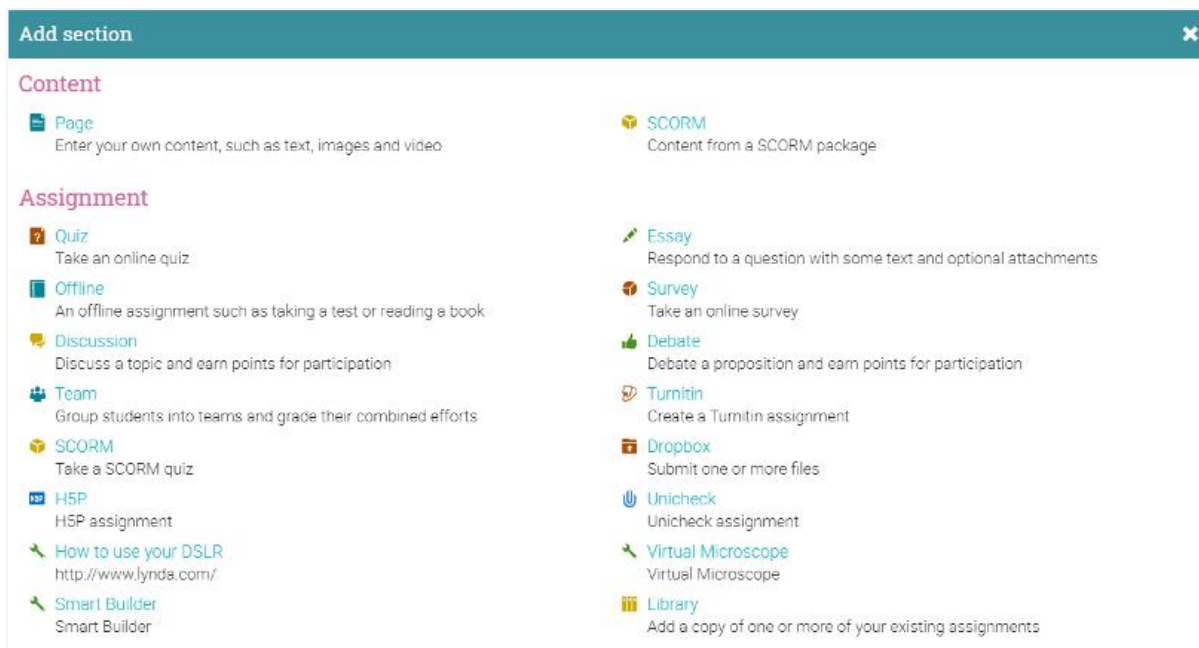 Add section
Content
Page
Enter your own content, such as text, images and video
SCORM
Content from a SCORM package
Assignment
Quiz
Take an online quiz
Essay
Respond to a question with some text and optional attachments
Offline
An offline assignment such as taking a test or reading a book
Survey
Take an online survey
Discussion
Discuss a topic and earn points for participation
Debate
Debate a proposition and earn points for participation
Team
Group students into teams and grade their combined efforts
Turnitin
Create a Turnitin assignment
SCORM
Take a SCORM quiz
Dropbox
Submit one or more files
H5P
H5P
H5P assignment
Unicheck
Unicheck assignment
How to use your DSLR
http://www.lynda.com/
Virtual Microscope
Virtual Microscope
Smart Builder
Smart Builder
Library
Add a copy of one or more of your existing assignments